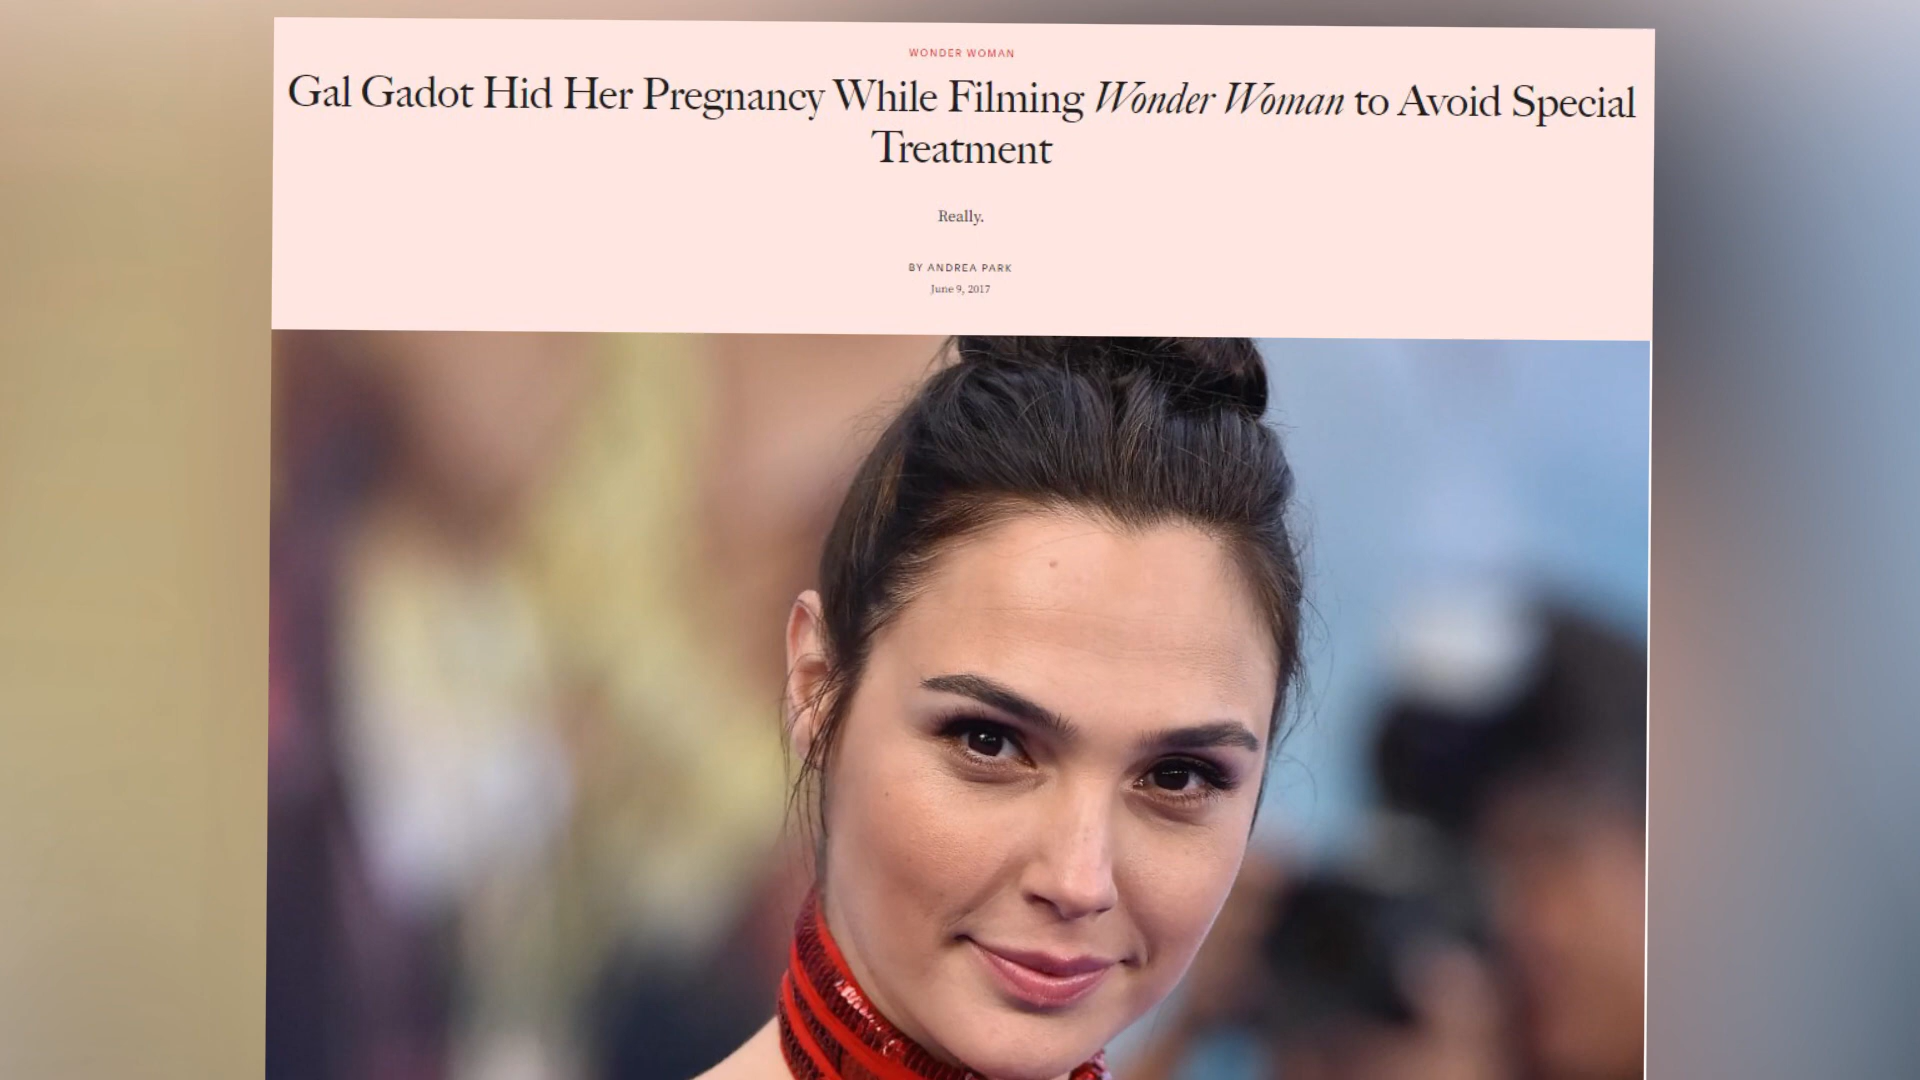 WONDER WOMAN
Gal Gadot Hid Her Pregnancy While Filming Wonder Woman to Avoid Special
Treatment
Really.
BY ANDREA PARK
June 9, 2017